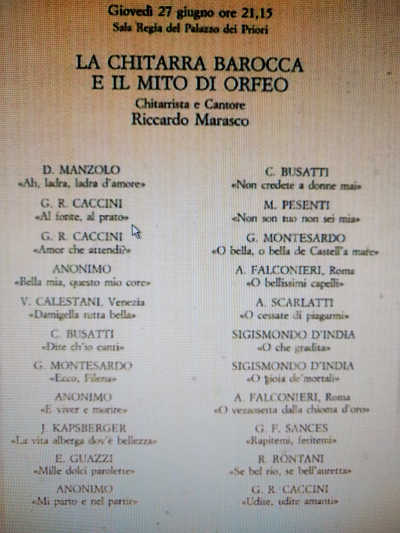 Giovedì 27 giugno ore 21,15
Sala Regia del Palazzo dei Priori
LA CHITARRA BAROCCA
E IL MITO DI ORFEO
Chitarrista e Cantore
Riccardo Marasco
D. MANZOLO
«Ah, ladra, ladra d'amore»
G. R. CACCINI
«Al fonte, al prato»
G. R. CACCINI
«Amor che attendi?»
ANONIMO
«Bella mia, questo mio core»
V. CALESTANI, Venezia
«Damigella tutta bella»
C. BUSATTI
«Dite ch'io canti»
G. MONTESARDO
«Ecco, Filena»
ANONIMO
«E viver e morire»
J. KAPSBERGER
«La vita alberga dov'è bellezza»
E. GUAZZI
«Mille dolci parolette»
ANONIMO
«Mi parto e nel partir»
C. BUSATTI
«Non credete a donne mai»
M. PESENTI
«Non son tuo non sei mia»
G. MONTESARDO
«O bella, o bella de Castell'a mare»
A. FALCONIERI, Roma
«O bellissimi capelli»
A. SCARLATTI
«O cessate di piagarmi»
SIGISMONDO D'INDIA
«O che gradita»
SIGISMONDO D'INDIA
«O gioia de'mortali»
A. FALCONIERI, Roma
«O vezzosetta dalla chioma d'oro»
G. F. SANCES
«Rapitemi, feritemi»
R. RONTANI
«Se bel rio, se bell'auretta»
G. R. CACCINI
«Udite, udite amanti»